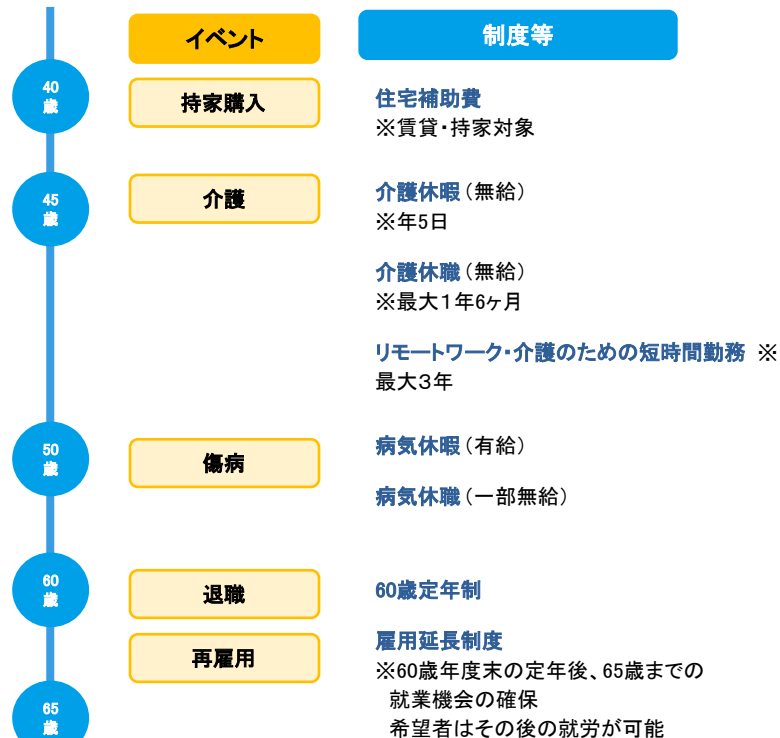 イベント
制度等
40
歳
持家購入
住宅補助費
※賃貸・持家対象
45
歳
介護
介護休暇（無給）
※年5日
介護休職（無給）
※最大１年6ヶ月
リモートワーク・介護のための短時間勤務 ※
最大３年
50
歳
傷病
病気休暇（有給）
病気休職（一部無給）
60
歳
退職
60歳定年制
再雇用
雇用延長制度
※60歳年度末の定年後、65歳までの
就業機会の確保
希望者はその後の就労が可能
65
歳